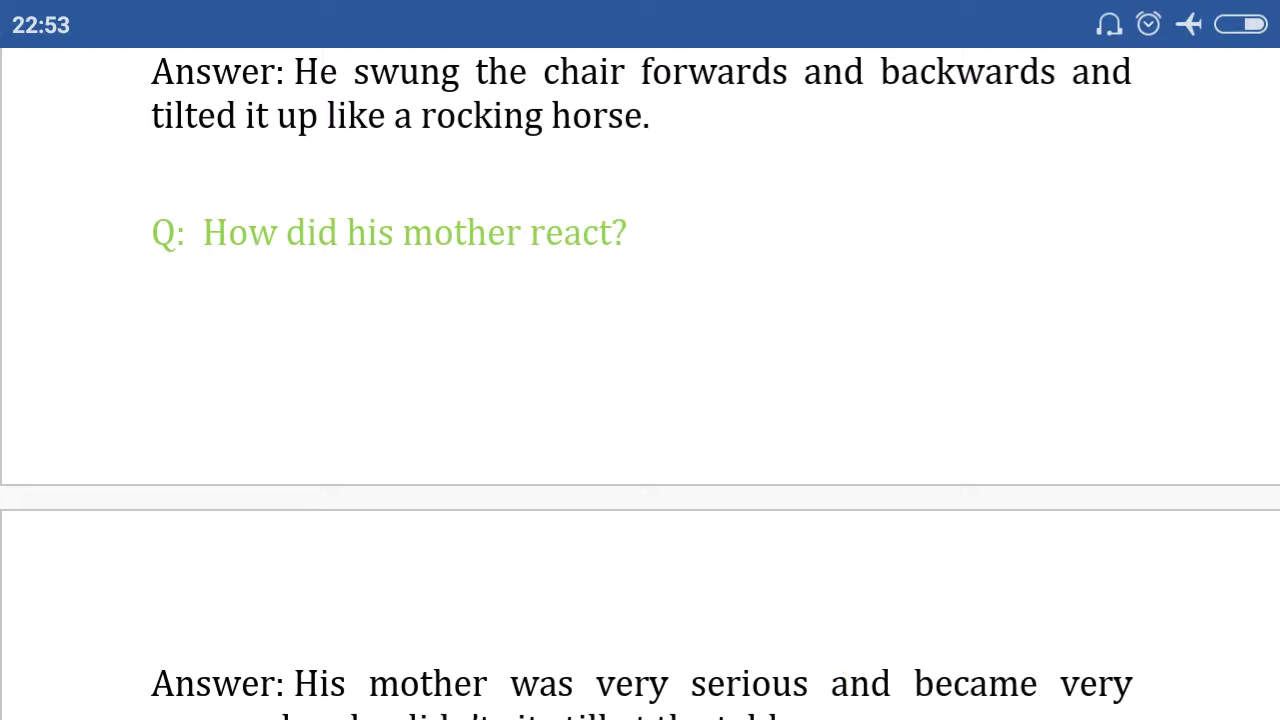 22:53
Answer: He swung the chair forwards and backwards and
tilted it up like a rocking horse.
Q: How did his mother react?
Answer: His mother was very serious and became very